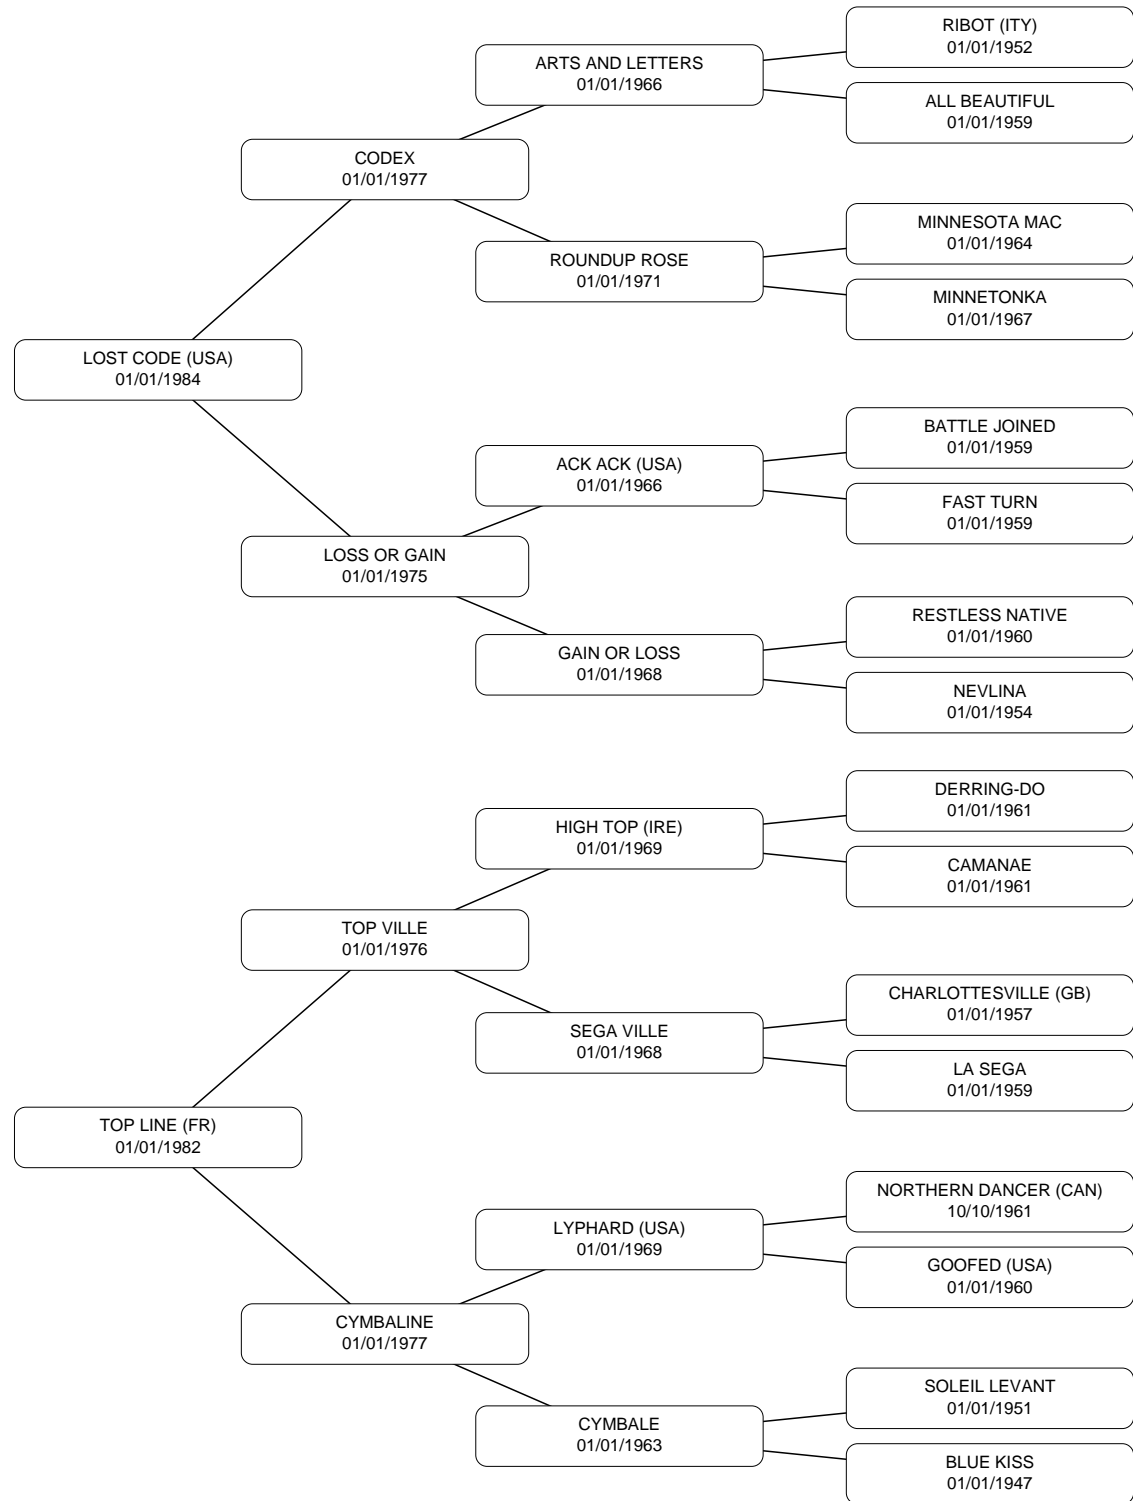 RIBOT (ITY)
01/01/1952
ARTS AND LETTERS
01/01/1966
ALL BEAUTIFUL
01/01/1959
CODEX
01/01/1977
MINNESOTA MAC
01/01/1964
ROUNDUP ROSE
01/01/1971
MINNETONKA
01/01/1967
LOST CODE (USA)
01/01/1984
BATTLE JOINED
01/01/1959
ACK ACK (USA)
01/01/1966
FAST TURN
01/01/1959
LOSS OR GAIN
01/01/1975
RESTLESS NATIVE
01/01/1960
GAIN OR LOSS
01/01/1968
NEVLINA
01/01/1954
DERRING-DO
01/01/1961
HIGH TOP (IRE)
01/01/1969
CAMANAE
01/01/1961
TOP VILLE
01/01/1976
CHARLOTTESVILLE (GB)
01/01/1957
SEGA VILLE
01/01/1968
LA SEGA
01/01/1959
TOP LINE (FR)
01/01/1982
NORTHERN DANCER (CAN)
10/10/1961
LYPHARD (USA)
01/01/1969
GOOFED (USA)
01/01/1960
CYMBALINE
01/01/1977
SOLEIL LEVANT
01/01/1951
CYMBALE
01/01/1963
BLUE KISS
01/01/1947